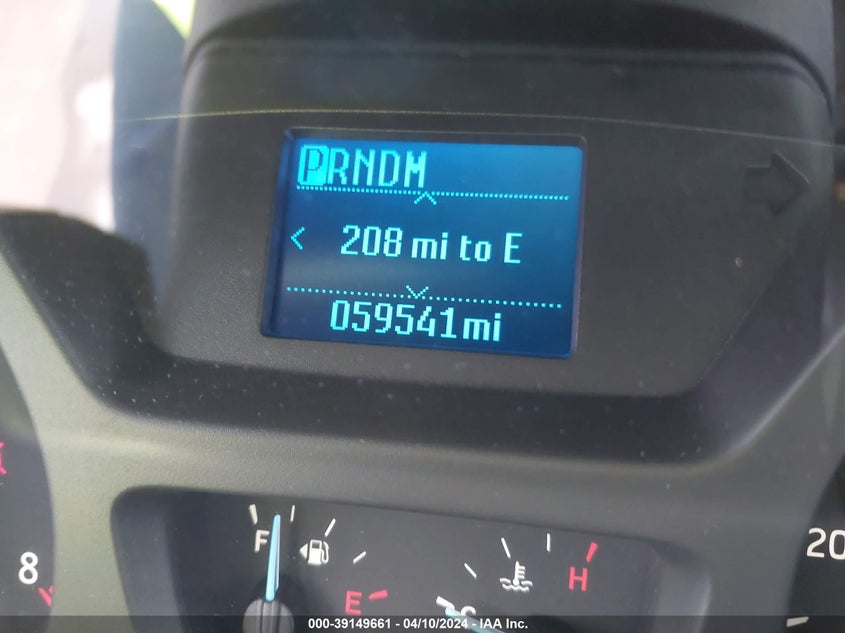 PRNDM
208 mi to E
059541mi
F
E
H
C
8
20
000-39149661 - 04/10/2024 - IAA Inc.